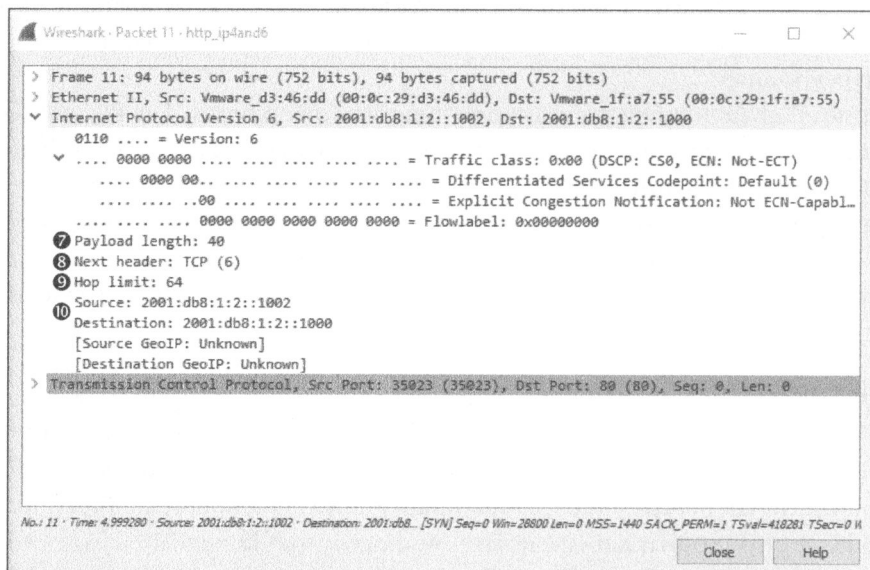 Wireshark · Packet 11 · http_ip4and6
> Frame 11: 94 bytes on wire (752 bits), 94 bytes captured (752 bits)
> Ethernet II, Src: Vmware_d3:46:dd (00:0c:29:d3:46:dd), Dst: Vmware_1f:a7:55 (00:0c:29:1f:a7:55)
Internet Protocol Version 6, Src: 2001:db8:1:2::1002, Dst: 2001:db8:1:2::1000
0110 .... = Version: 6
.... 0000 0000 .... .... .... .... .... = Traffic class: 0x00 (DSCP: CS0, ECN: Not-ECT)
.... 0000 00.. .... .... .... .... .... = Differentiated Services Codepoint: Default (0)
.... .... ..00 .... .... .... .... .... = Explicit Congestion Notification: Not ECN-Capabl...
.... .... .... 0000 0000 0000 0000 0000 = Flowlabel: 0x00000000
❼ Payload length: 40
❽ Next header: TCP (6)
❾ Hop limit: 64
❿ Source: 2001:db8:1:2::1002
Destination: 2001:db8:1:2::1000
[Source GeoIP: Unknown]
[Destination GeoIP: Unknown]
> Transmission Control Protocol, Src Port: 35023 (35023), Dst Port: 80 (80), Seq: 0, Len: 0
No.: 11 · Time: 4.999280 · Source: 2001:db8:1:2::1002 · Destination: 2001:db8... [SYN] Seq=0 Win=28800 Len=0 MSS=1440 SACK_PERM=1 TSval=418281 TSecr=0 W
Close Help